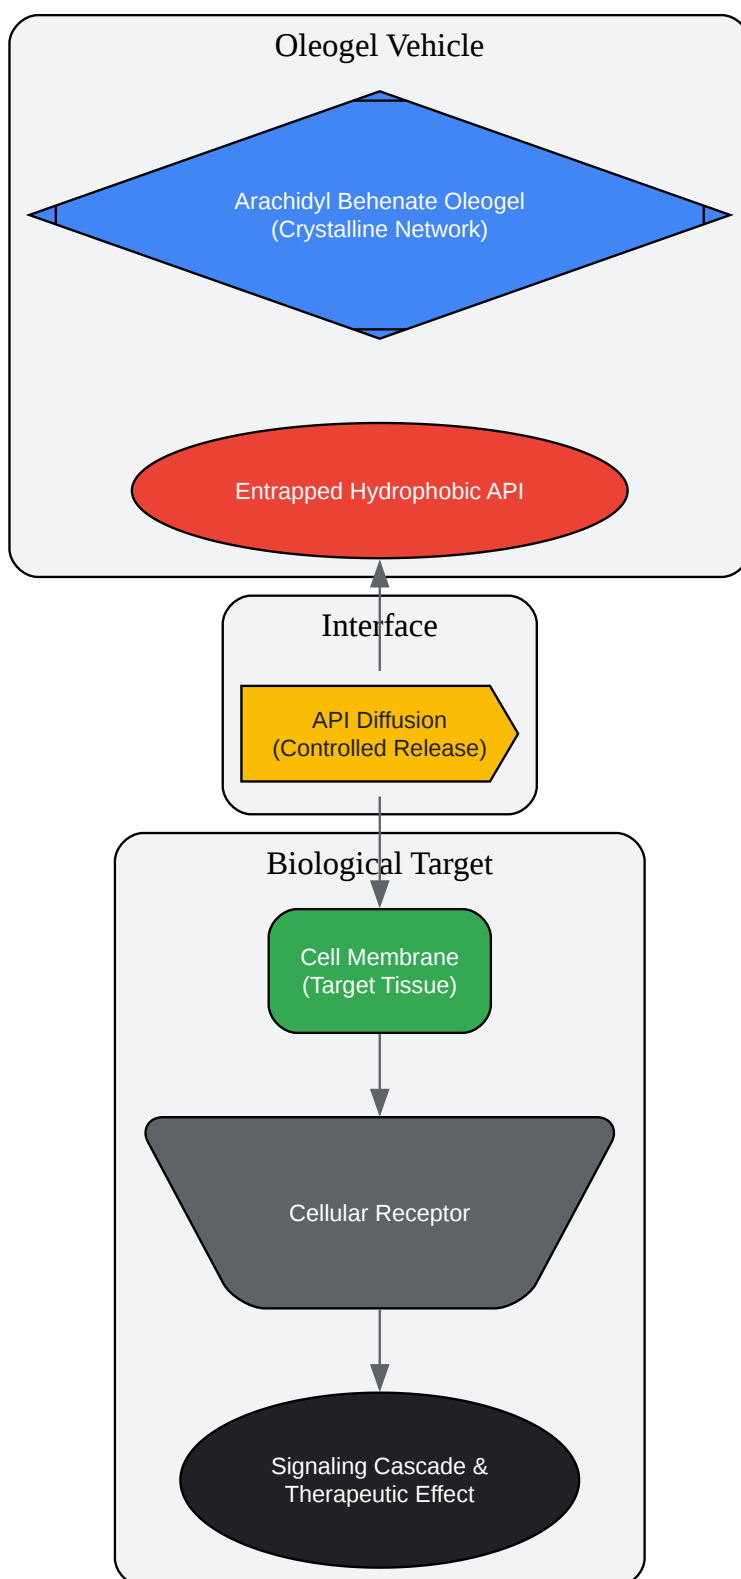 Oleogel Vehicle
Arachidyl Behenate Oleogel
(Crystalline Network)
Entrapped Hydrophobic API
Interface
API Diffusion
(Controlled Release)
Biological Target
Cell Membrane
(Target Tissue)
Cellular Receptor
Signaling Cascade &
Therapeutic Effect